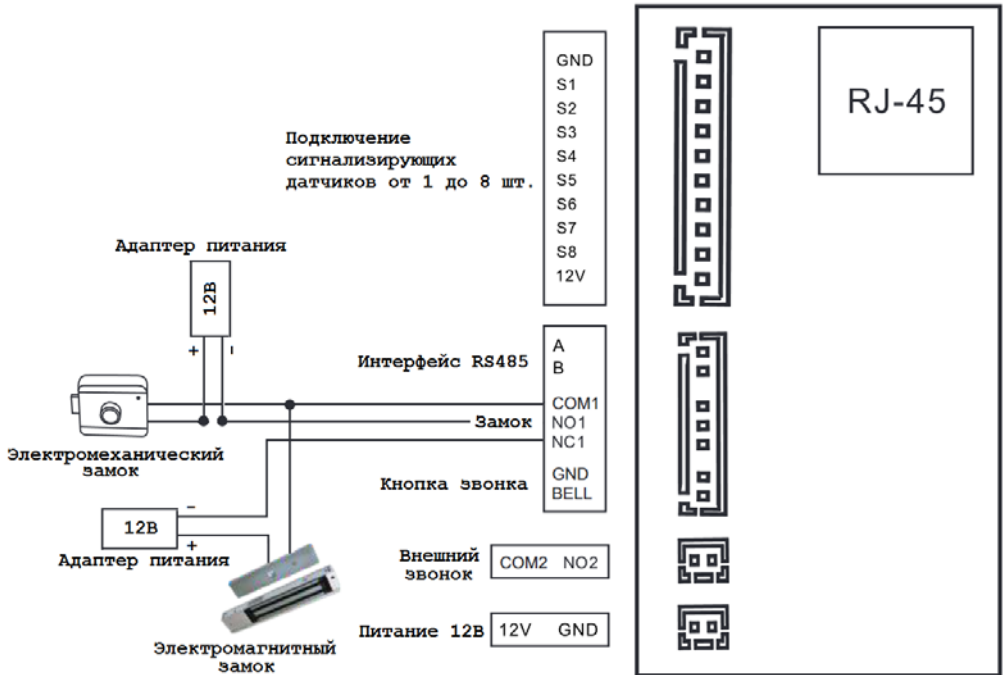 GND
S1
S2
S3
S4
S5
S6
S7
S8
12V
RJ-45
Подключение
сигнализирующих
датчиков от 1 до 8 шт.
Адаптер питания
12В
+ -
Интерфейс RS485
A
B
COM1
Замок NO1
NC1
Электромеханический
замок
Кнопка звонка
GND
BELL
-
12В
+
Адаптер питания
Внешний
звонок
COM2 NO2
Питание 12В
12V GND
Электромагнитный
замок